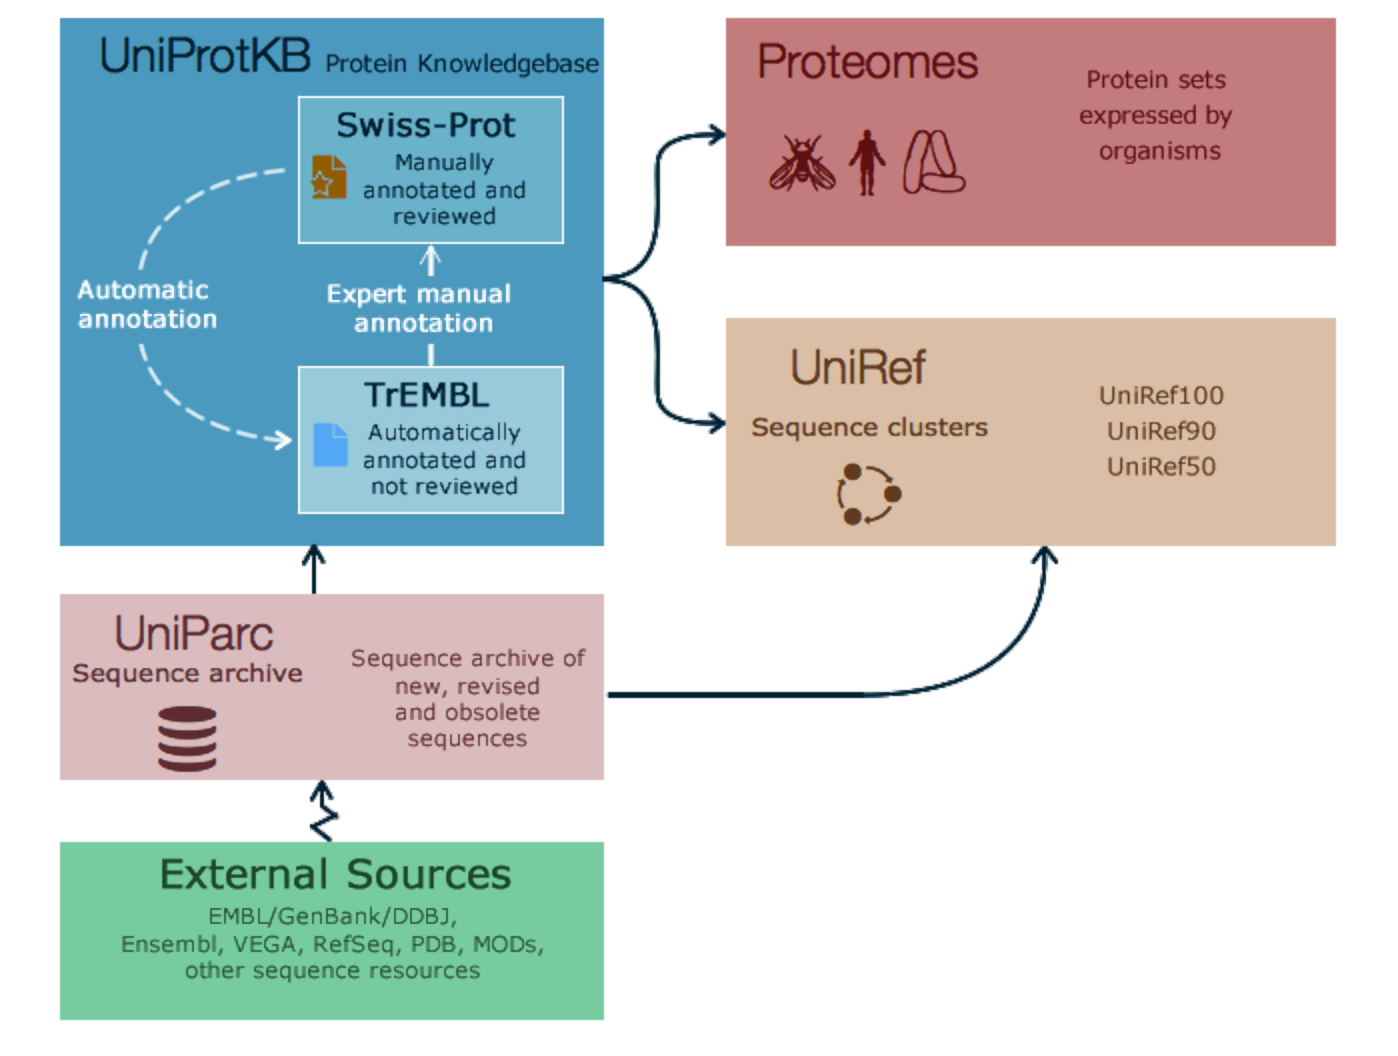 UniProtKB Protein Knowledgebase
Swiss-Prot
Manually
annotated and
reviewed
Automatic
annotation
Expert manual
annotation
TrEMBL
Automatically
annotated and
not reviewed
Proteomes
Protein sets
expressed by
organisms
UniRef
Sequence clusters
UniRef100
UniRef90
UniRef50
UniParc
Sequence archive
Sequence archive of
new, revised
and obsolete
sequences
External Sources
EMBL/GenBank/DDBJ,
Ensembl, VEGA, RefSeq, PDB, MODs,
other sequence resources